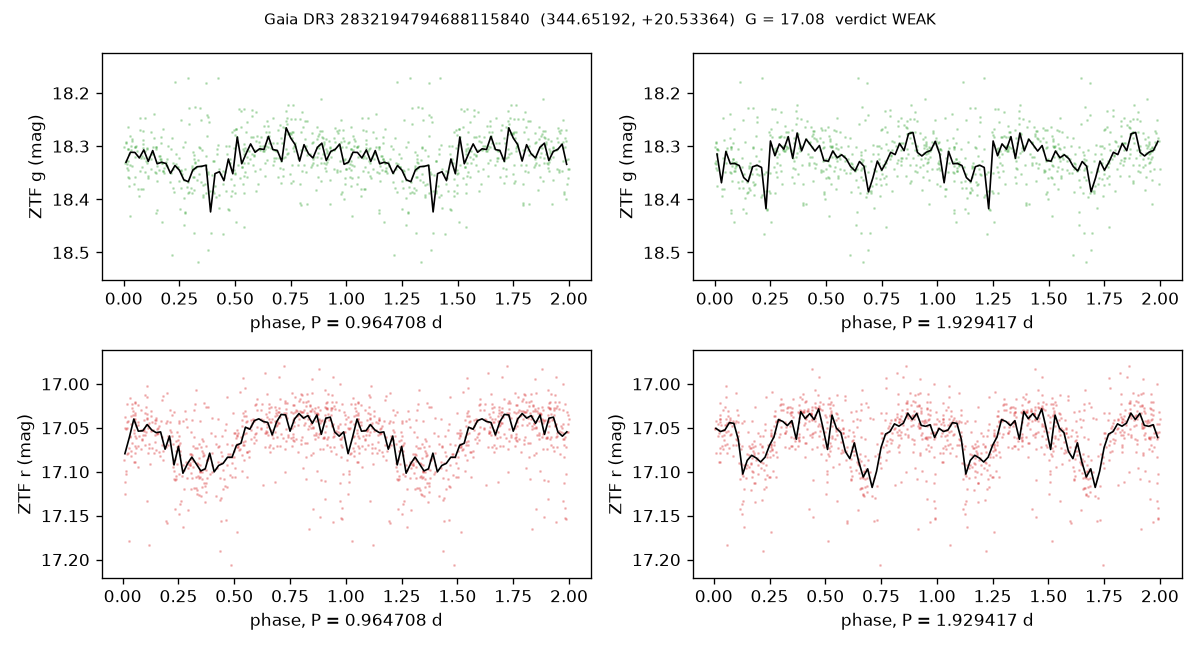 Gaia DR3 2832194794688115840 (344.65192, +20.53364) G = 17.08 verdict WEAK
ZTF g (mag)
18.2
18.3
18.4
18.5
0.00 0.25 0.50 0.75 1.00 1.25 1.50 1.75 2.00
phase, P = 0.964708 d
ZTF g (mag)
18.2
18.3
18.4
18.5
0.00 0.25 0.50 0.75 1.00 1.25 1.50 1.75 2.00
phase, P = 1.929417 d
ZTF r (mag)
17.00
17.05
17.10
17.15
17.20
0.00 0.25 0.50 0.75 1.00 1.25 1.50 1.75 2.00
phase, P = 0.964708 d
ZTF r (mag)
17.00
17.05
17.10
17.15
17.20
0.00 0.25 0.50 0.75 1.00 1.25 1.50 1.75 2.00
phase, P = 1.929417 d